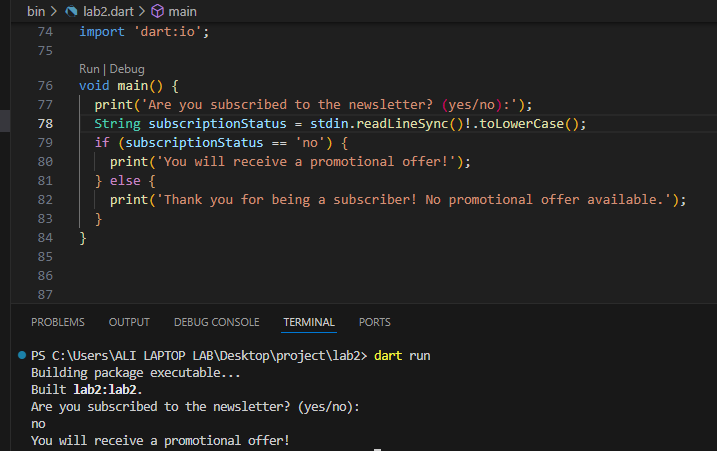 bin > lab2.dart > main
74 import 'dart:io';
75
Run | Debug
76 void main() {
77   print('Are you subscribed to the newsletter? (yes/no):');
78   String subscriptionStatus = stdin.readLineSync()!.toLowerCase();
79   if (subscriptionStatus == 'no') {
80     print('You will receive a promotional offer!');
81   } else {
82     print('Thank you for being a subscriber! No promotional offer available.');
83   }
84 }
85
86
87
PROBLEMS OUTPUT DEBUG CONSOLE TERMINAL PORTS
PS C:\Users\ALI LAPTOP LAB\Desktop\project\lab2> dart run
Building package executable...
Built lab2:lab2.
Are you subscribed to the newsletter? (yes/no):
no
You will receive a promotional offer!